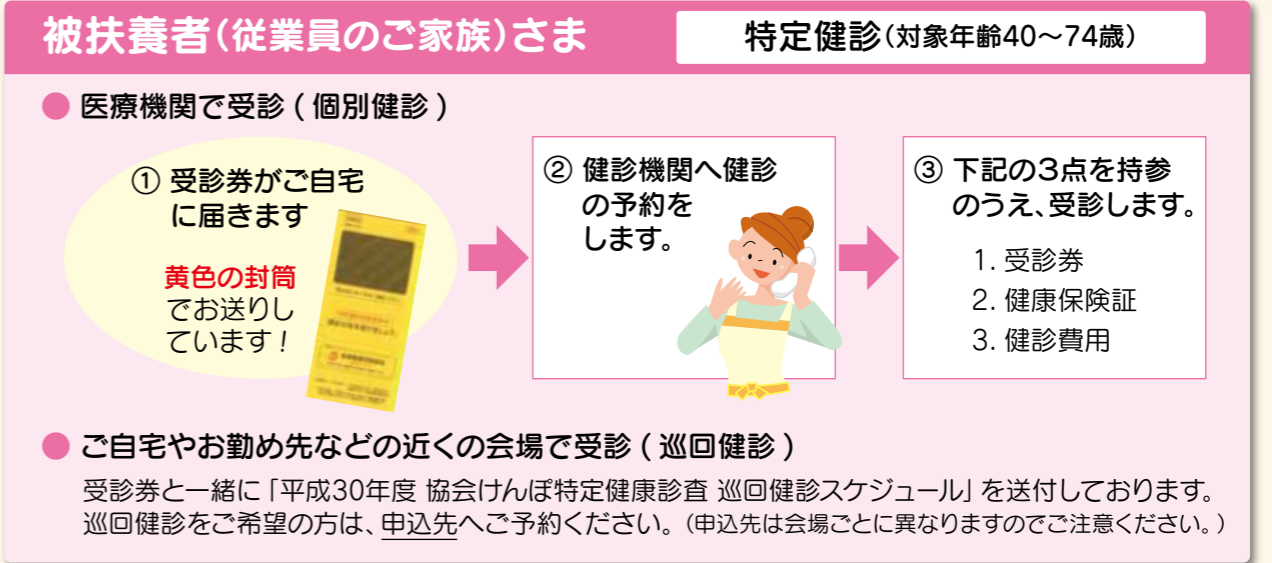 被扶養者(従業員のご家族)さま
特定健診(対象年齢40〜74歳)
● 医療機関で受診 ( 個別健診 )
① 受診券がご自宅
に届きます
黄色の封筒
でお送りし
ています!
② 健診機関へ健診
の予約を
します。
③ 下記の3点を持参
のうえ、受診します。
1. 受診券
2. 健康保険証
3. 健診費用
● ご自宅やお勤め先などの近くの会場で受診 ( 巡回健診 )
受診券と一緒に「平成30年度 協会けんぽ特定健康診査 巡回健診スケジュール」を送付しております。
巡回健診をご希望の方は、申込先へご予約ください。(申込先は会場ごとに異なりますのでご注意ください。)